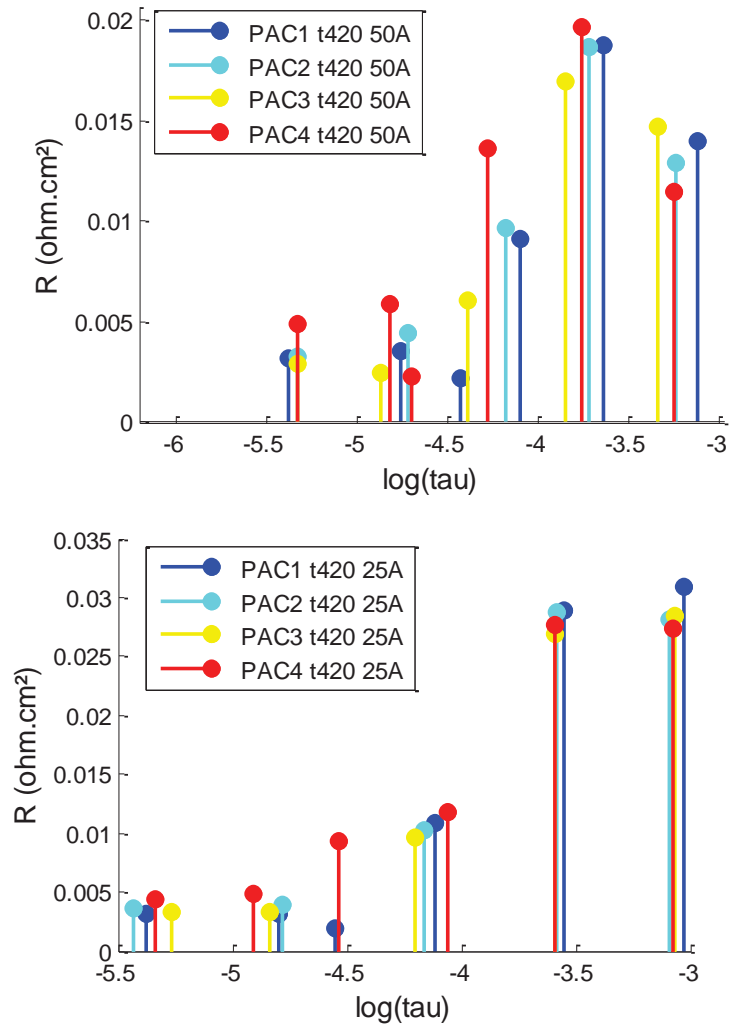 0.02
0.015
0.01
0.005
0
R (ohm.cm²)
PAC1 t420 50A
PAC2 t420 50A
PAC3 t420 50A
PAC4 t420 50A
-6 -5.5 -5 -4.5 -4 -3.5 -3
log(tau)
0.035
0.03
0.025
0.02
0.015
0.01
0.005
0
R (ohm.cm²)
PAC1 t420 25A
PAC2 t420 25A
PAC3 t420 25A
PAC4 t420 25A
-5.5 -5 -4.5 -4 -3.5 -3
log(tau)